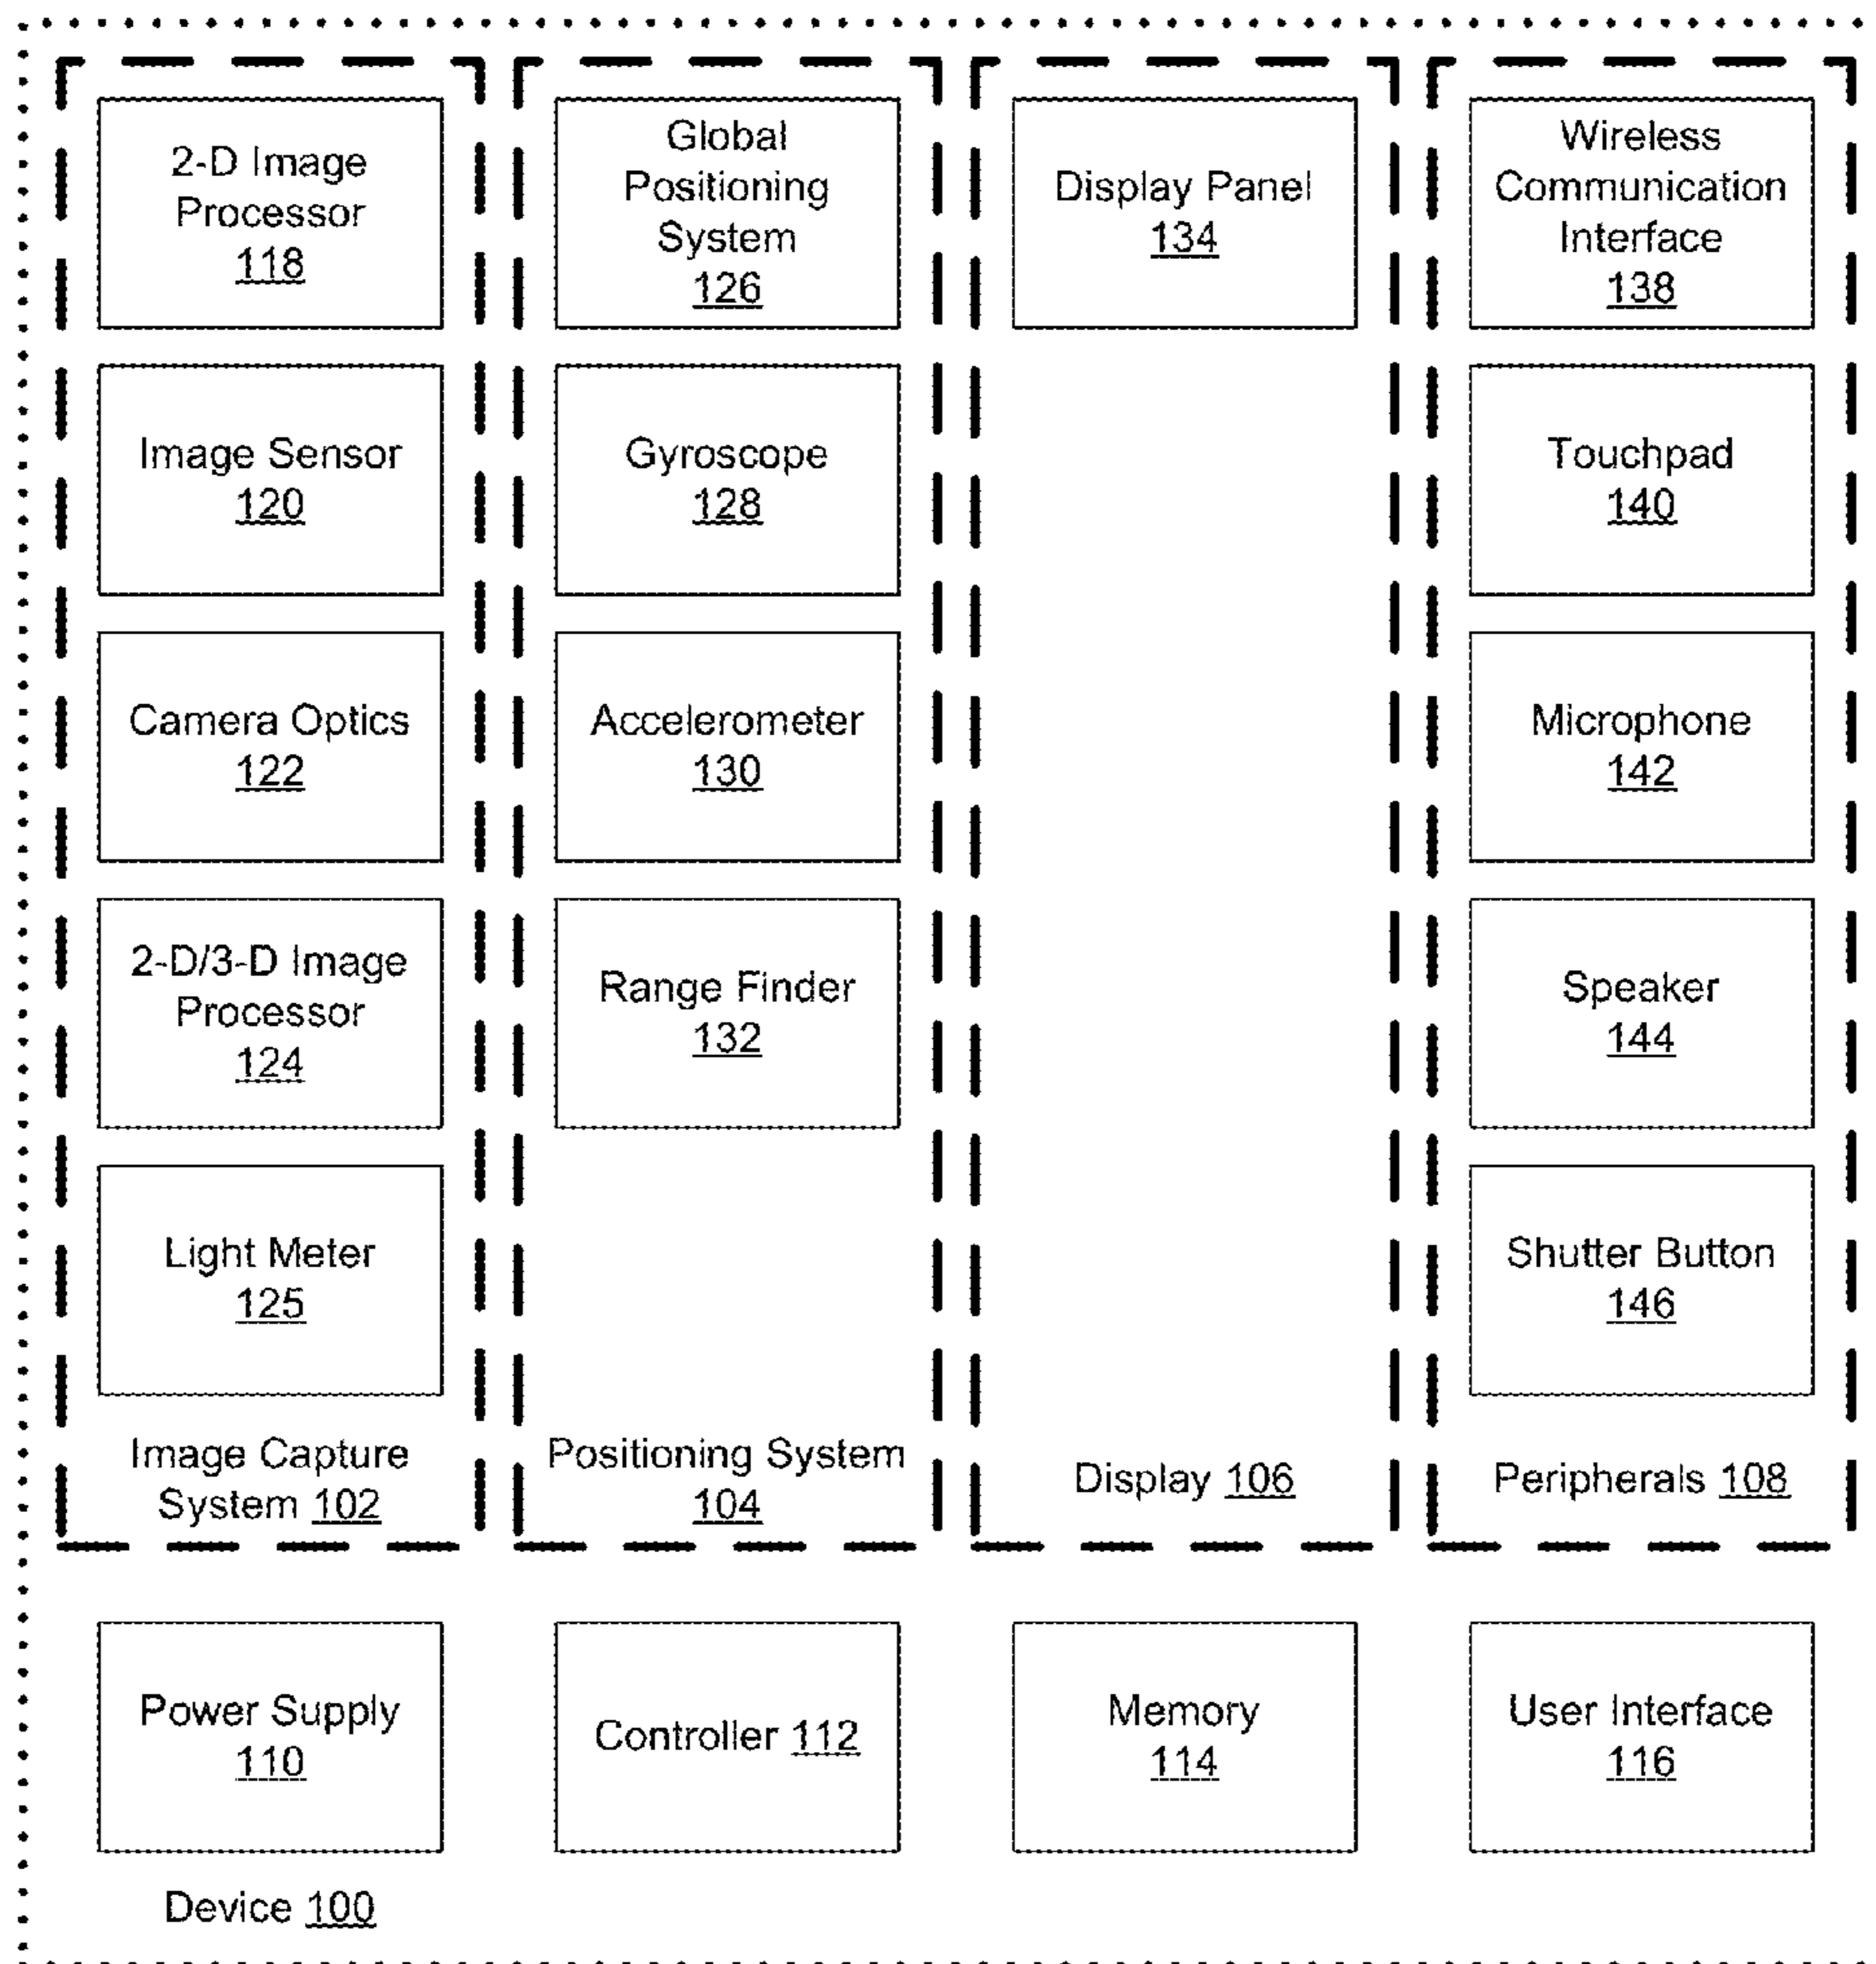 2-D Image
Processor
118
Image Sensor
120
Camera Optics
122
2-D/3-D Image
Processor
124
Light Meter
125
Image Capture
System 102
Global
Positioning
System
126
Gyroscope
128
Accelerometer
130
Range Finder
132
Positioning System
104
Display Panel
134
Display 106
Wireless
Communication
Interface
138
Touchpad
140
Microphone
142
Speaker
144
Shutter Button
146
Peripherals 108
Power Supply
110
Controller 112
Memory
114
User Interface
116
Device 100